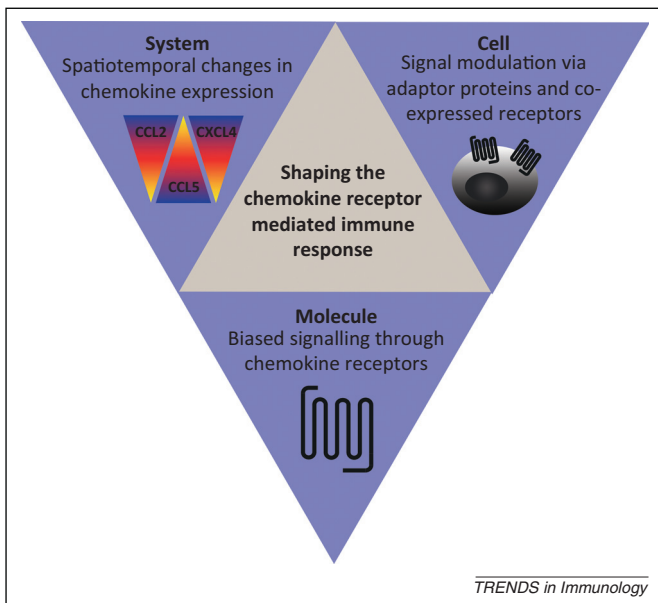 System
Spatiotemporal changes in
chemokine expression
CCL2
CXCL4
CCL5
Cell
Signal modulation via
adaptor proteins and co-
expressed receptors
Shaping the
chemokine receptor
mediated immune
response
Molecule
Biased signalling through
chemokine receptors
TRENDS in Immunology